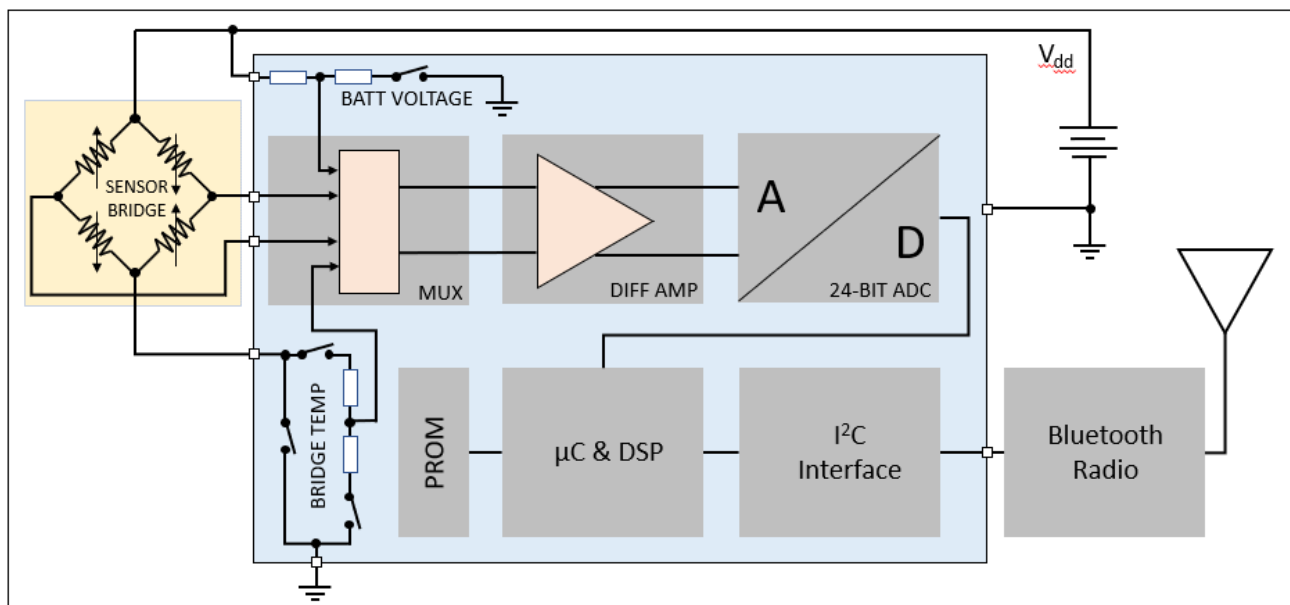 V_dd
BATT VOLTAGE
SENSOR
BRIDGE
A
D
MUX
DIFF AMP
24-BIT ADC
BRIDGE TEMP
PROM
µC & DSP
I²C
Interface
Bluetooth
Radio